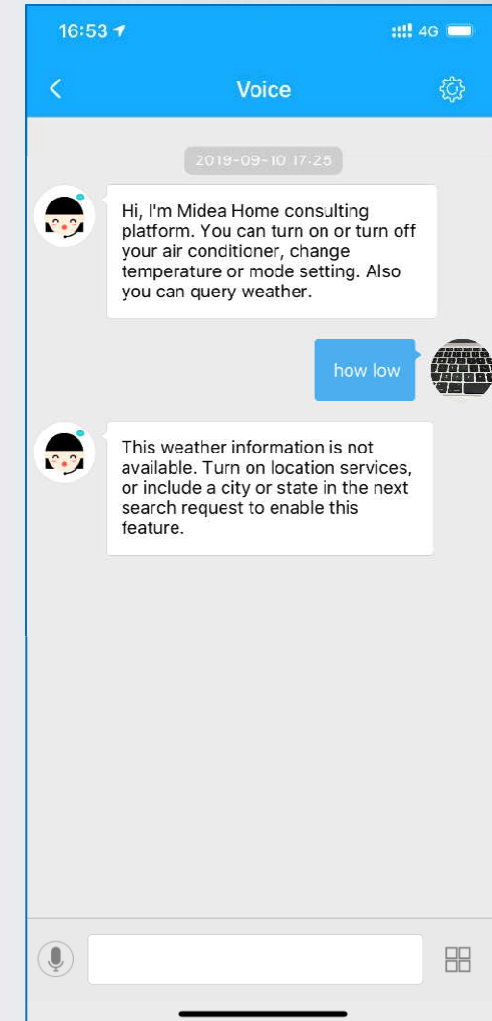 16:53
4G
Voice
2019-09-10 17:25
Hi, I'm Midea Home consulting
platform. You can turn on or turn off
your air conditioner, change
temperature or mode setting. Also
you can query weather.
how low
This weather information is not
available. Turn on location services,
or include a city or state in the next
search request to enable this
feature.